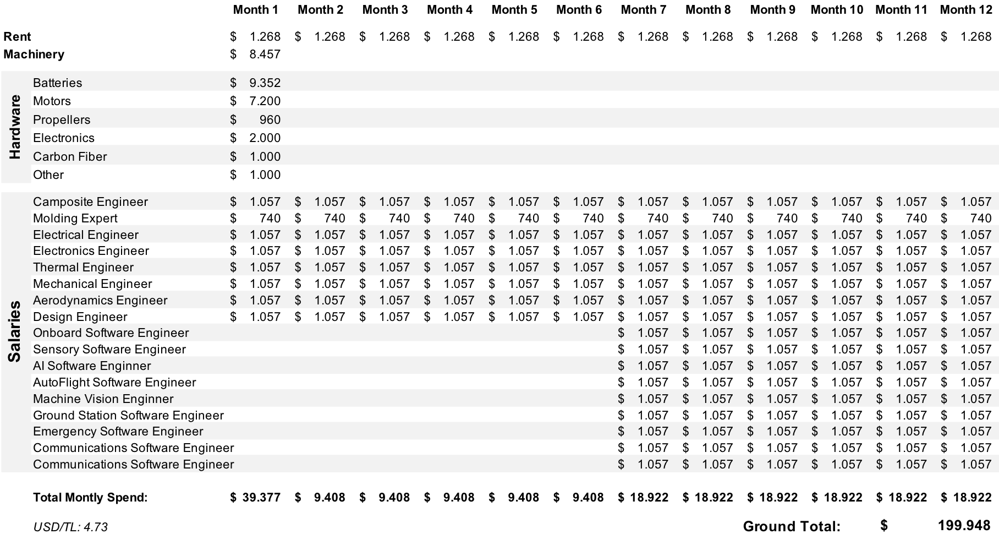 Month 1 Month 2 Month 3 Month 4 Month 5 Month 6 Month 7 Month 8 Month 9 Month 10 Month 11 Month 12
Rent $ 1.268 $ 1.268 $ 1.268 $ 1.268 $ 1.268 $ 1.268 $ 1.268 $ 1.268 $ 1.268 $ 1.268 $ 1.268 $ 1.268
Machinery $ 8.457
Hardware
Batteries $ 9.352
Motors $ 7.200
Propellers $ 960
Electronics $ 2.000
Carbon Fiber $ 1.000
Other $ 1.000
Salaries
Camposite Engineer $ 1.057 $ 1.057 $ 1.057 $ 1.057 $ 1.057 $ 1.057 $ 1.057 $ 1.057 $ 1.057 $ 1.057 $ 1.057 $ 1.057
Molding Expert $ 740 $ 740 $ 740 $ 740 $ 740 $ 740 $ 740 $ 740 $ 740 $ 740 $ 740 $ 740
Electrical Engineer $ 1.057 $ 1.057 $ 1.057 $ 1.057 $ 1.057 $ 1.057 $ 1.057 $ 1.057 $ 1.057 $ 1.057 $ 1.057 $ 1.057
Electronics Engineer $ 1.057 $ 1.057 $ 1.057 $ 1.057 $ 1.057 $ 1.057 $ 1.057 $ 1.057 $ 1.057 $ 1.057 $ 1.057 $ 1.057
Thermal Engineer $ 1.057 $ 1.057 $ 1.057 $ 1.057 $ 1.057 $ 1.057 $ 1.057 $ 1.057 $ 1.057 $ 1.057 $ 1.057 $ 1.057
Mechanical Engineer $ 1.057 $ 1.057 $ 1.057 $ 1.057 $ 1.057 $ 1.057 $ 1.057 $ 1.057 $ 1.057 $ 1.057 $ 1.057 $ 1.057
Aerodynamics Engineer $ 1.057 $ 1.057 $ 1.057 $ 1.057 $ 1.057 $ 1.057 $ 1.057 $ 1.057 $ 1.057 $ 1.057 $ 1.057 $ 1.057
Design Engineer $ 1.057 $ 1.057 $ 1.057 $ 1.057 $ 1.057 $ 1.057 $ 1.057 $ 1.057 $ 1.057 $ 1.057 $ 1.057 $ 1.057
Onboard Software Engineer $ 1.057 $ 1.057 $ 1.057 $ 1.057 $ 1.057 $ 1.057
Sensory Software Engineer $ 1.057 $ 1.057 $ 1.057 $ 1.057 $ 1.057 $ 1.057
AI Software Enginner $ 1.057 $ 1.057 $ 1.057 $ 1.057 $ 1.057 $ 1.057
AutoFlight Software Engineer $ 1.057 $ 1.057 $ 1.057 $ 1.057 $ 1.057 $ 1.057
Machine Vision Enginner $ 1.057 $ 1.057 $ 1.057 $ 1.057 $ 1.057 $ 1.057
Ground Station Software Engineer $ 1.057 $ 1.057 $ 1.057 $ 1.057 $ 1.057 $ 1.057
Emergency Software Engineer $ 1.057 $ 1.057 $ 1.057 $ 1.057 $ 1.057 $ 1.057
Communications Software Engineer $ 1.057 $ 1.057 $ 1.057 $ 1.057 $ 1.057 $ 1.057
Communications Software Engineer $ 1.057 $ 1.057 $ 1.057 $ 1.057 $ 1.057 $ 1.057
Total Montly Spend: $ 39.377 $ 9.408 $ 9.408 $ 9.408 $ 9.408 $ 9.408 $ 18.922 $ 18.922 $ 18.922 $ 18.922 $ 18.922 $ 18.922
USD/TL: 4.73 Ground Total: $ 199.948